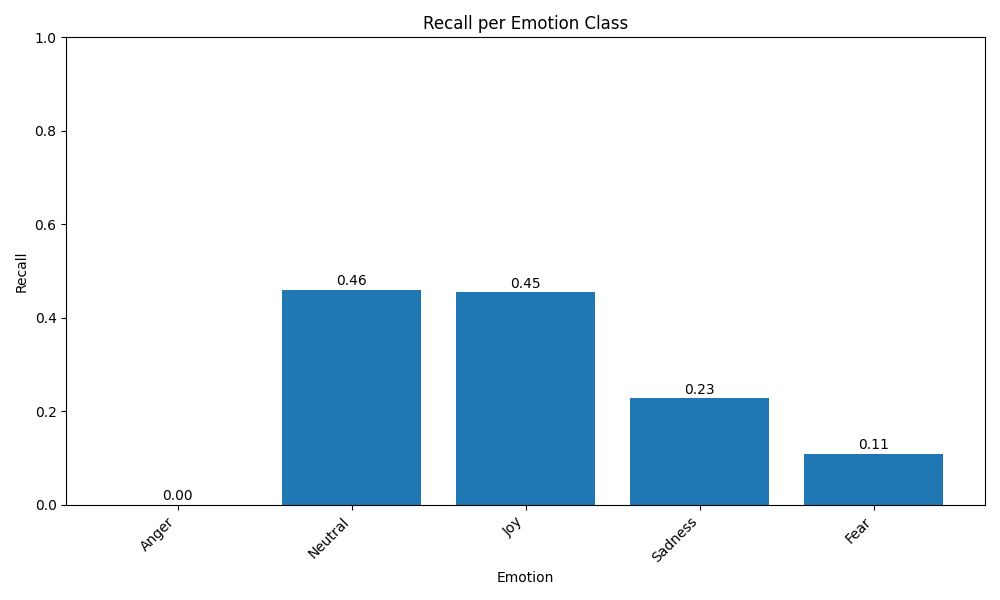 Recall per Emotion Class
1.0
0.8
0.6
0.4
0.2
0.0
Recall
0.00
0.46
0.45
0.23
0.11
Anger
Neutral
Joy
Sadness
Fear
Emotion